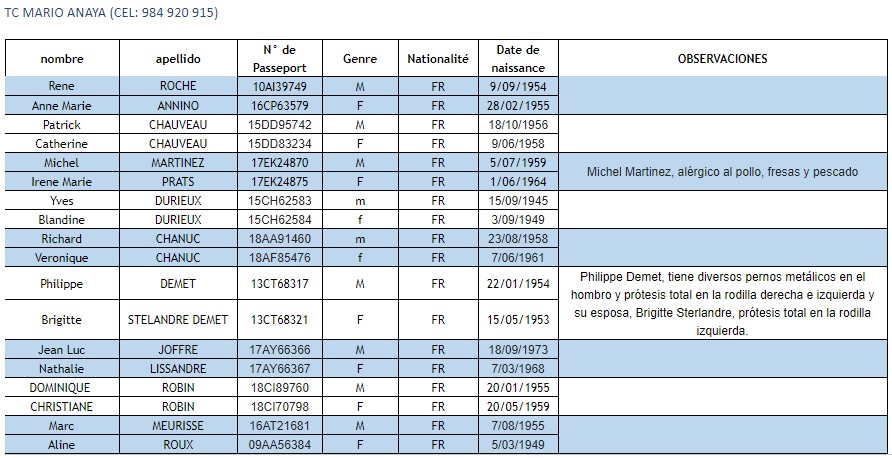 TC MARIO ANAYA (CEL: 984 920 915)
nombre apellido N° de Passeport Genre Nationalité Date de naissance OBSERVACIONES
Rene ROCHE 10AI39749 M FR 9/09/1954
Anne Marie ANNINO 16CP63579 F FR 28/02/1955
Patrick CHAUVEAU 15DD95742 M FR 18/10/1956
Catherine CHAUVEAU 15DD83234 F FR 9/06/1958
Michel MARTINEZ 17EK24870 M FR 5/07/1959
Michel Martinez, alérgico al pollo, fresas y pescado
Irene Marie PRATS 17EK24875 F FR 1/06/1964
Yves DURIEUX 15CH62583 m FR 15/09/1945
Blandine DURIEUX 15CH62584 f FR 3/09/1949
Richard CHANUC 18AA91460 m FR 23/08/1958
Veronique CHANUC 18AF85476 f FR 7/06/1961
Philippe DEMET 13CT68317 M FR 22/01/1954
Philippe Demet, tiene diversos pernos metálicos en el
hombro y prótesis total en la rodilla derecha e izquierda y
su esposa, Brigitte Sterlandre, prótesis total en la rodilla
izquierda.
Brigitte STELANDRE DEMET 13CT68321 F FR 15/05/1953
Jean Luc JOFFRE 17AY66366 M FR 18/09/1973
Nathalie LISSANDRE 17AY66367 F FR 7/03/1968
DOMINIQUE ROBIN 18CI89760 M FR 20/01/1955
CHRISTIANE ROBIN 18CI70798 F FR 20/05/1959
Marc MEURISSE 16AT21681 M FR 7/08/1955
Aline ROUX 09AA56384 F FR 5/03/1949